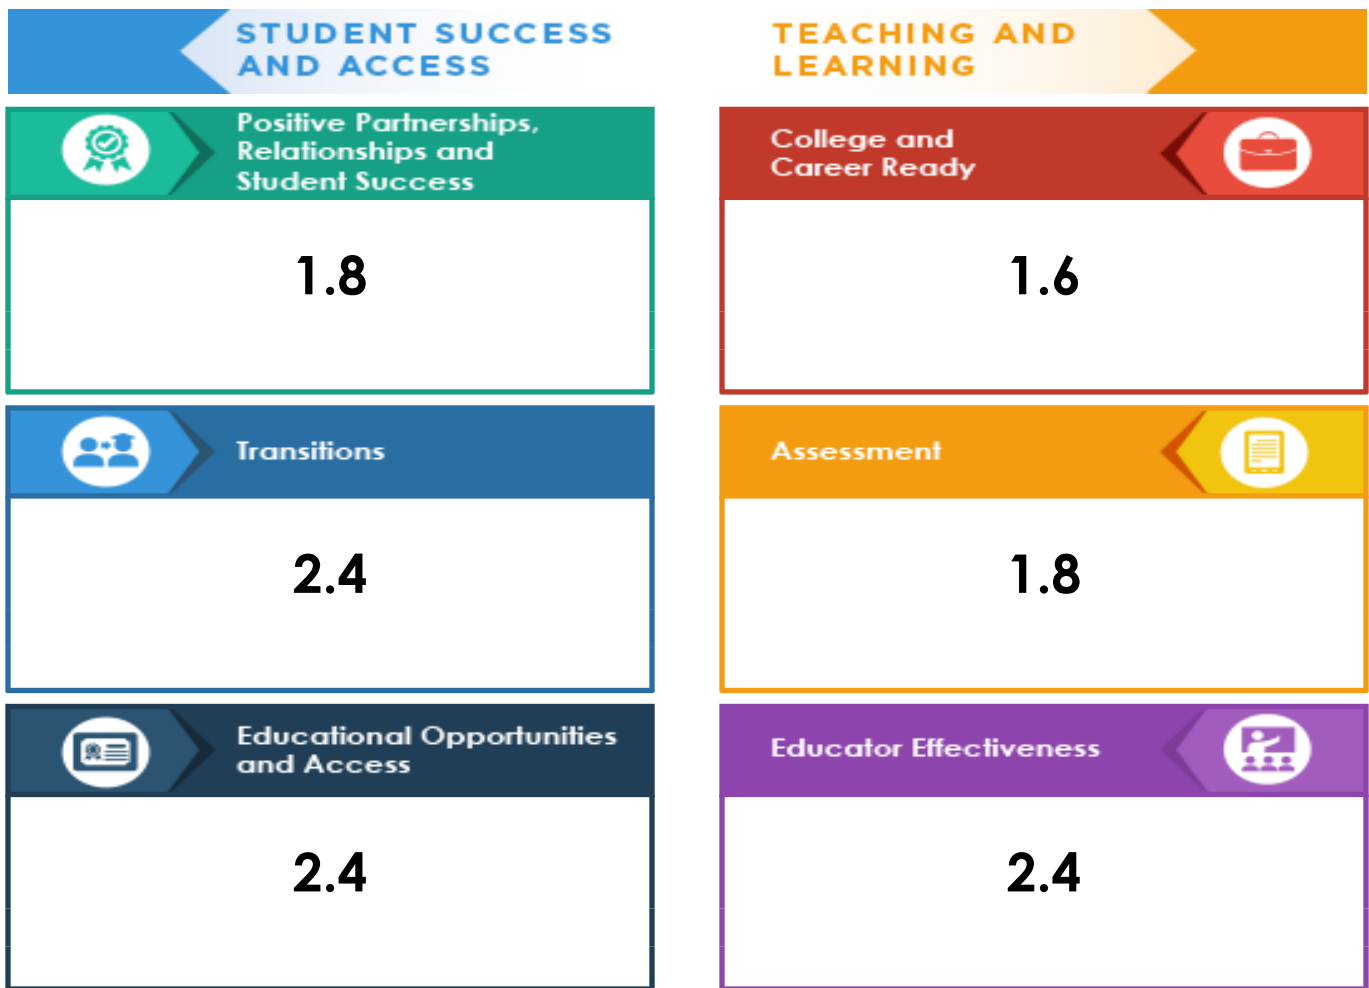 STUDENT SUCCESS
AND ACCESS
TEACHING AND
LEARNING
Positive Partnerships,
Relationships and
Student Success
1.8
College and
Career Ready
1.6
Transitions
2.4
Assessment
1.8
Educational Opportunities
and Access
2.4
Educator Effectiveness
2.4